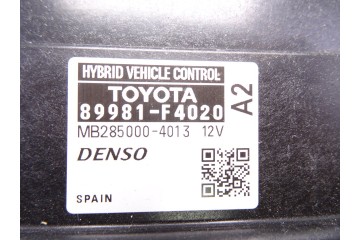 HYBRID VEHICLE CONTROL
TOYOTA
89981-F4020
A2
MB285000-4013 12V
DENSO
SPAIN